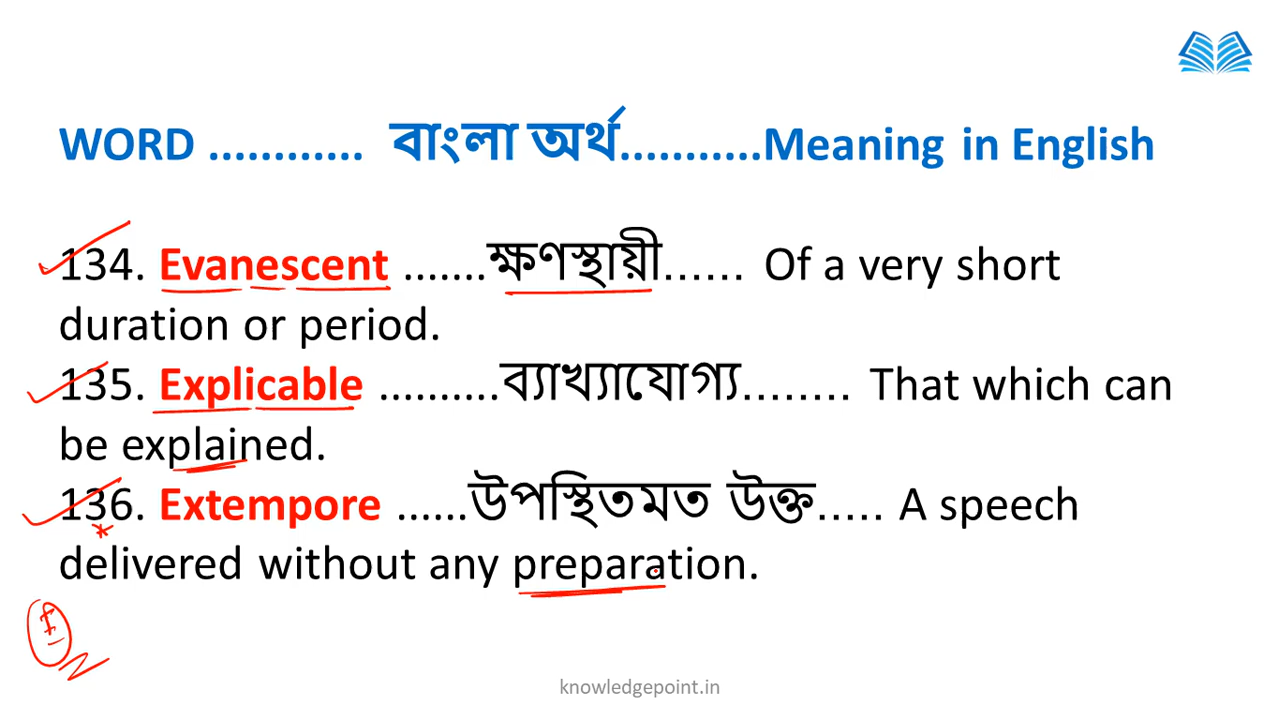 WORD ............ বাংলা অর্থ...........Meaning in English
134. Evanescent .......ক্ষণস্থায়ী...... Of a very short
duration or period.
135. Explicable ..........ব্যাখ্যাযোগ্য........ That which can
be explained.
136. Extempore ......উপস্থিতমত উক্ত..... A speech
delivered without any preparation.
knowledgepoint.in